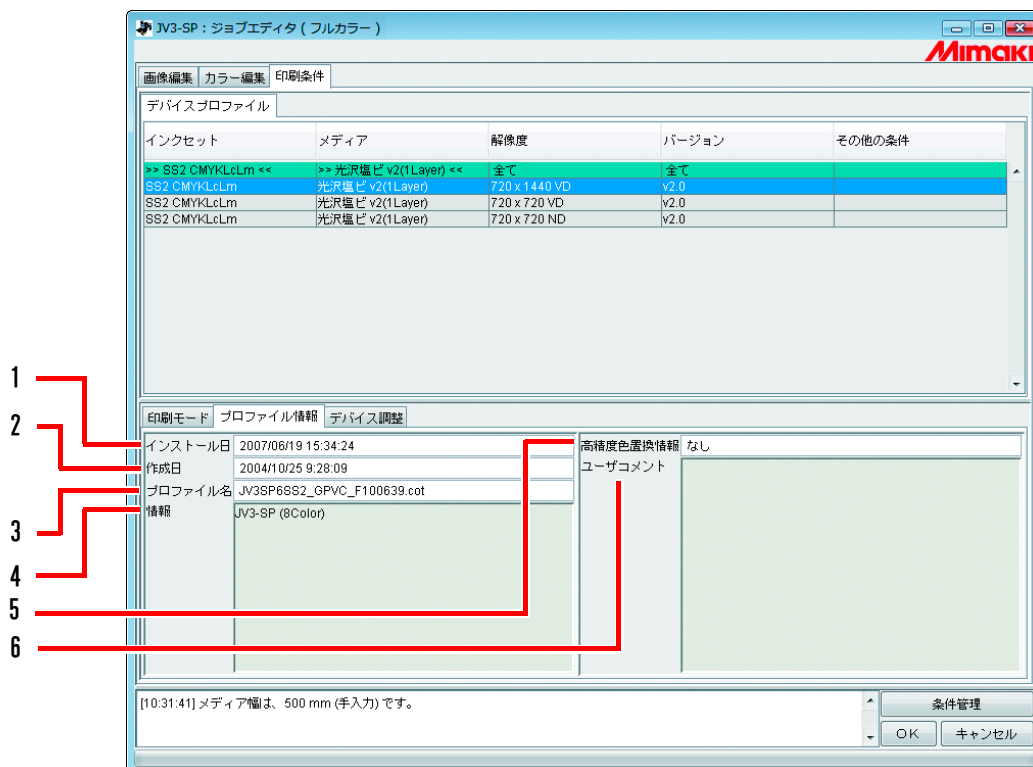 JV3-SP : ジョブエディタ ( フルカラー )
Mimaki
画像編集 カラー編集 印刷条件
デバイスプロファイル
インクセット メディア 解像度 バージョン その他の条件
>> SS2 CMYKLcLm << >> 光沢塩ビ v2(1Layer) << 全て 全て
SS2 CMYKLcLm 光沢塩ビ v2(1Layer) 720 x 1440 VD v2.0
SS2 CMYKLcLm 光沢塩ビ v2(1Layer) 720 x 720 VD v2.0
SS2 CMYKLcLm 光沢塩ビ v2(1Layer) 720 x 720 ND v2.0
印刷モード プロファイル情報 デバイス調整
1
インストール日 2007/06/19 15:34:24
高精度色置換情報 なし
2
作成日 2004/10/25 9:28:09
ユーザコメント
3
プロファイル名 JV3SP6SS2_GPVC_F100639.cot
4
情報 JV3-SP (8Color)
5
6
[10:31:41] メディア幅は、500 mm (手入力) です。
条件管理
OK キャンセル